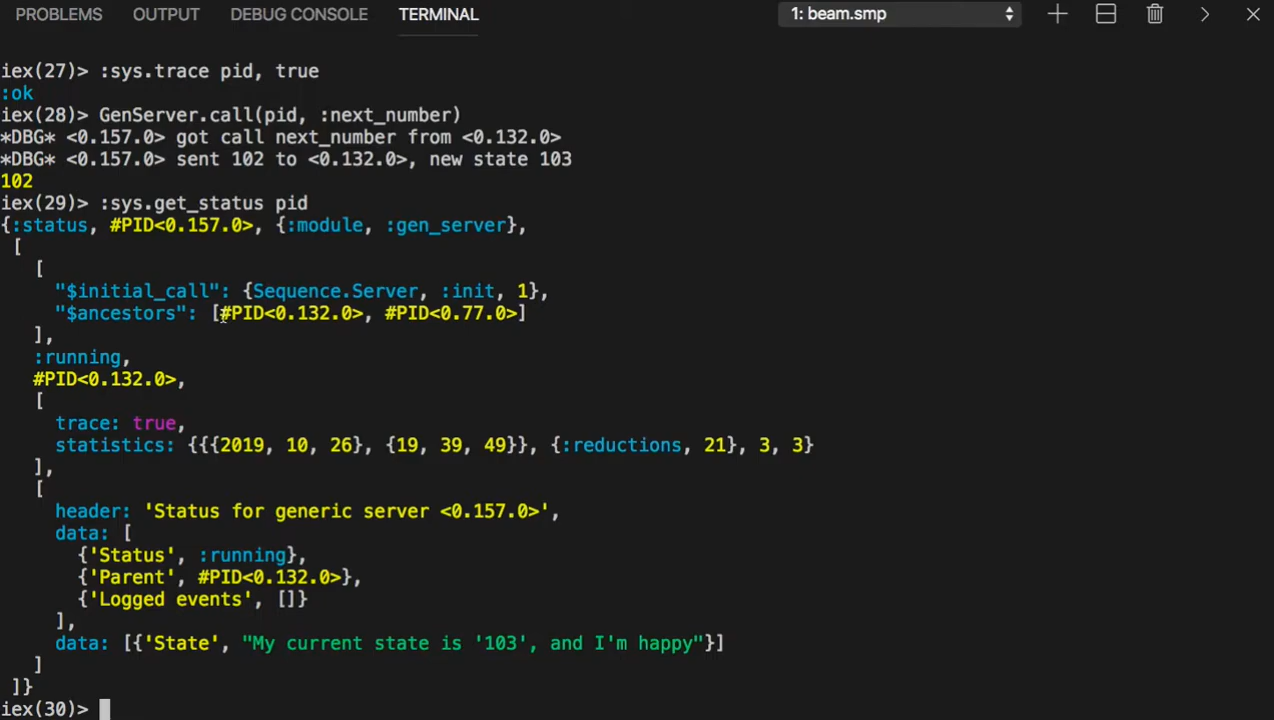 PROBLEMS OUTPUT DEBUG CONSOLE TERMINAL 1: beam.smp
iex(27)> :sys.trace pid, true
:ok
iex(28)> GenServer.call(pid, :next_number)
*DBG* <0.157.0> got call next_number from <0.132.0>
*DBG* <0.157.0> sent 102 to <0.132.0>, new state 103
102
iex(29)> :sys.get_status pid
{:status, #PID<0.157.0>, {:module, :gen_server},
 [
   [
     "$initial_call": {Sequence.Server, :init, 1},
     "$ancestors": [#PID<0.132.0>, #PID<0.77.0>]
   ],
   :running,
   #PID<0.132.0>,
   [
     trace: true,
     statistics: {{{2019, 10, 26}, {19, 39, 49}}, {:reductions, 21}, 3, 3}
   ],
   [
     header: 'Status for generic server <0.157.0>',
     data: [
       {'Status', :running},
       {'Parent', #PID<0.132.0>},
       {'Logged events', []}
     ],
     data: [{'State', "My current state is '103', and I'm happy"}]
   ]
 ]}
iex(30)>